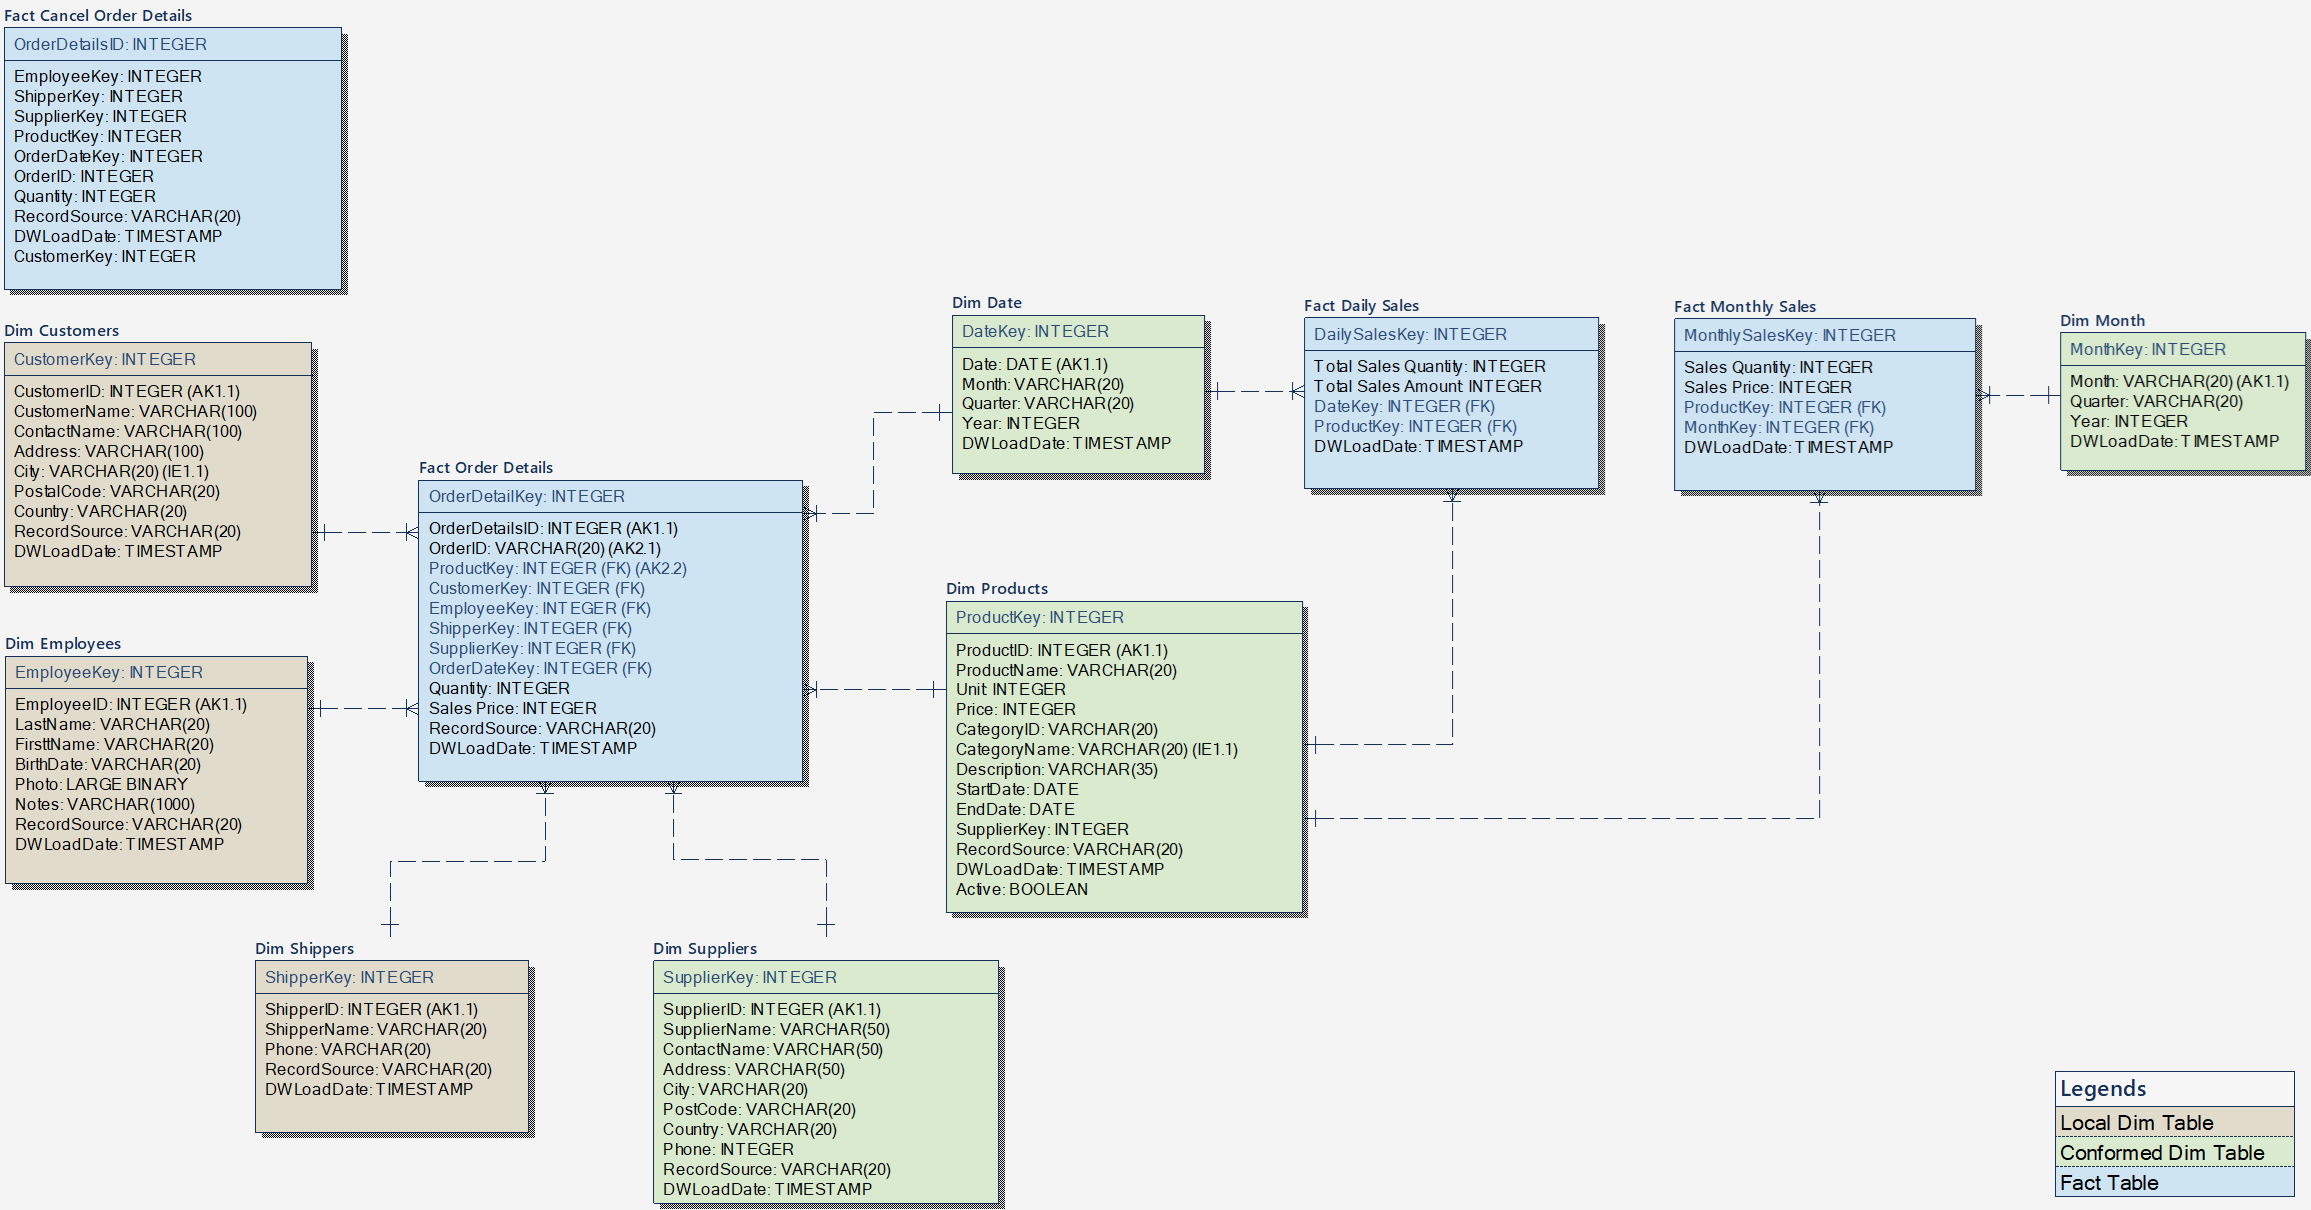 Fact Cancel Order Details
OrderDetailsID: INTEGER
EmployeeKey: INTEGER
ShipperKey: INTEGER
SupplierKey: INTEGER
ProductKey: INTEGER
OrderDateKey: INTEGER
OrderID: INTEGER
Quantity: INTEGER
RecordSource: VARCHAR(20)
DWLoadDate: TIMESTAMP
CustomerKey: INTEGER
Dim Customers
CustomerKey: INTEGER
CustomerID: INTEGER (AK1.1)
CustomerName: VARCHAR(100)
ContactName: VARCHAR(100)
Address: VARCHAR(100)
City: VARCHAR(20) (IE1.1)
PostalCode: VARCHAR(20)
Country: VARCHAR(20)
RecordSource: VARCHAR(20)
DWLoadDate: TIMESTAMP
Dim Employees
EmployeeKey: INTEGER
EmployeeID: INTEGER (AK1.1)
LastName: VARCHAR(20)
FirsttName: VARCHAR(20)
BirthDate: VARCHAR(20)
Photo: LARGE BINARY
Notes: VARCHAR(1000)
RecordSource: VARCHAR(20)
DWLoadDate: TIMESTAMP
Fact Order Details
OrderDetailKey: INTEGER
OrderDetailsID: INTEGER (AK1.1)
OrderID: VARCHAR(20) (AK2.1)
ProductKey: INTEGER (FK) (AK2.2)
CustomerKey: INTEGER (FK)
EmployeeKey: INTEGER (FK)
ShipperKey: INTEGER (FK)
SupplierKey: INTEGER (FK)
OrderDateKey: INTEGER (FK)
Quantity: INTEGER
Sales Price: INTEGER
RecordSource: VARCHAR(20)
DWLoadDate: TIMESTAMP
Dim Shippers
ShipperKey: INTEGER
ShipperID: INTEGER (AK1.1)
ShipperName: VARCHAR(20)
Phone: VARCHAR(20)
RecordSource: VARCHAR(20)
DWLoadDate: TIMESTAMP
Dim Suppliers
SupplierKey: INTEGER
SupplierID: INTEGER (AK1.1)
SupplierName: VARCHAR(50)
ContactName: VARCHAR(50)
Address: VARCHAR(50)
City: VARCHAR(20)
PostCode: VARCHAR(20)
Country: VARCHAR(20)
Phone: INTEGER
RecordSource: VARCHAR(20)
DWLoadDate: TIMESTAMP
Dim Date
DateKey: INTEGER
Date: DATE (AK1.1)
Month: VARCHAR(20)
Quarter: VARCHAR(20)
Year: INTEGER
DWLoadDate: TIMESTAMP
Dim Products
ProductKey: INTEGER
ProductID: INTEGER (AK1.1)
ProductName: VARCHAR(20)
Unit: INTEGER
Price: INTEGER
CategoryID: VARCHAR(20)
CategoryName: VARCHAR(20) (IE1.1)
Description: VARCHAR(35)
StartDate: DATE
EndDate: DATE
SupplierKey: INTEGER
RecordSource: VARCHAR(20)
DWLoadDate: TIMESTAMP
Active: BOOLEAN
Fact Daily Sales
DailySalesKey: INTEGER
Total Sales Quantity: INTEGER
Total Sales Amount: INTEGER
DateKey: INTEGER (FK)
ProductKey: INTEGER (FK)
DWLoadDate: TIMESTAMP
Fact Monthly Sales
MonthlySalesKey: INTEGER
Sales Quantity: INTEGER
Sales Price: INTEGER
ProductKey: INTEGER (FK)
MonthKey: INTEGER (FK)
DWLoadDate: TIMESTAMP
Dim Month
MonthKey: INTEGER
Month: VARCHAR(20) (AK1.1)
Quarter: VARCHAR(20)
Year: INTEGER
DWLoadDate: TIMESTAMP
Legends
Local Dim Table
Conformed Dim Table
Fact Table